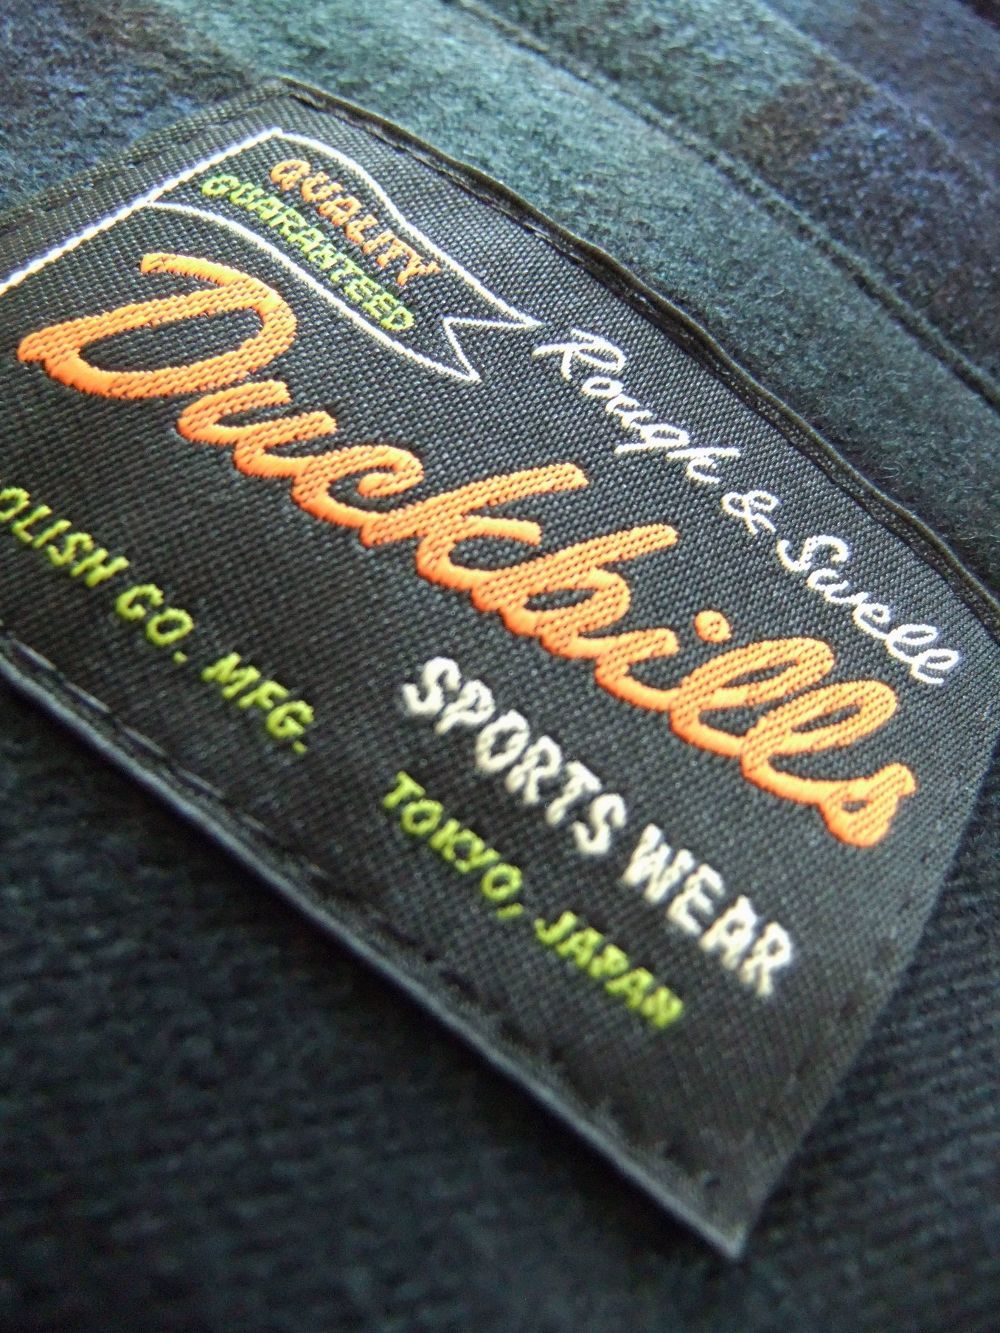 QUALITY
GUARANTEED
Rough & Swell
Duckbills
SPORTS WEAR
OLISH CO. MFG.
TOKYO, JAPAN